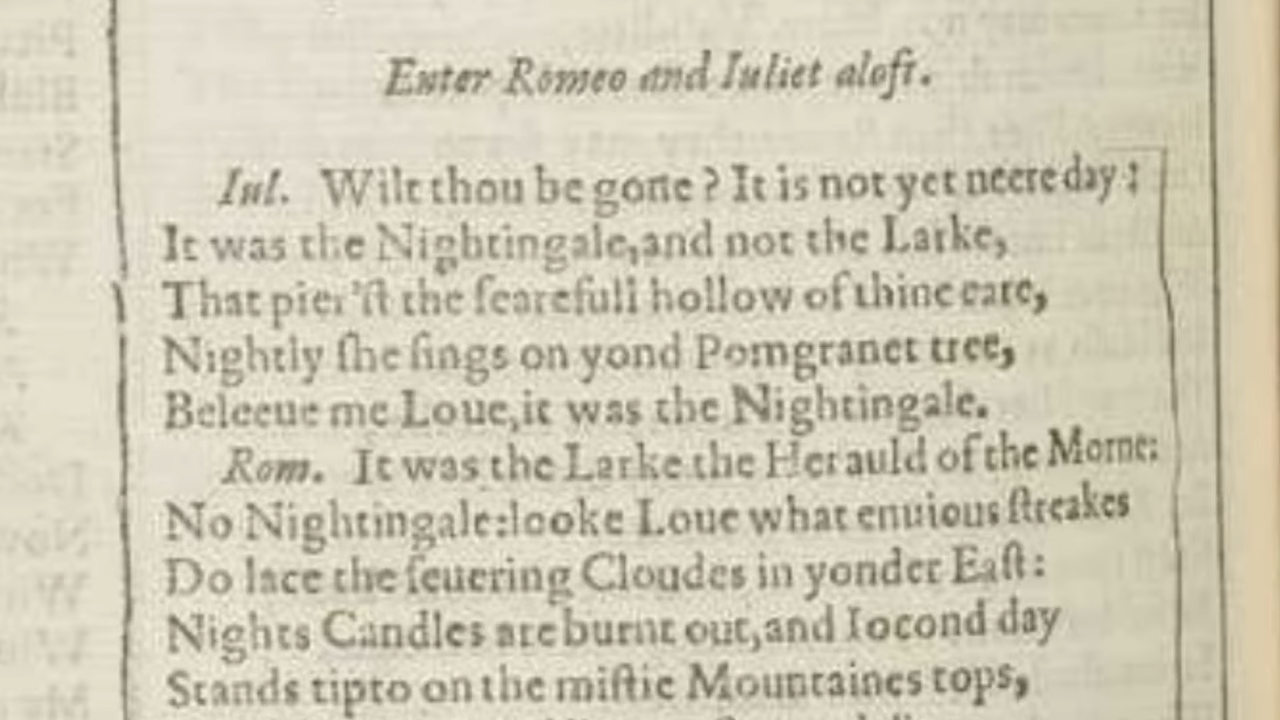 Enter Romeo and Iuliet aloft.
Iul. Wilt thou be gone? It is not yet neere day:
It was the Nightingale, and not the Larke,
That pier'ſt the fearefull hollow of thine eare,
Nightly ſhe ſings on yond Pomgranet tree,
Beleeue me Loue, it was the Nightingale.
Rom. It was the Larke the Herauld of the Morne:
No Nightingale: looke Loue what enuious ſtreakes
Do lace the ſeuering Cloudes in yonder Eaſt:
Nights Candles are burnt out, and Iocond day
Stands tipto on the miſtie Mountaines tops,